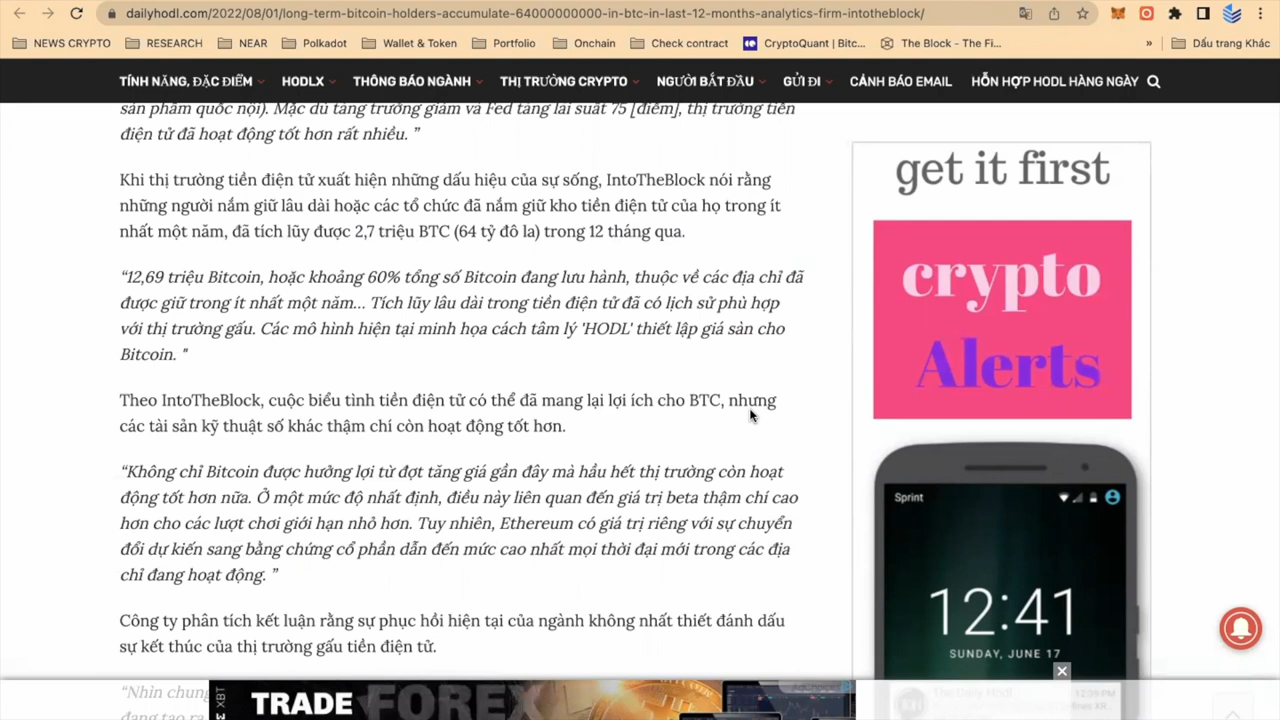 dailyhodl.com/2022/08/01/long-term-bitcoin-holders-accumulate-64000000000-in-btc-in-last-12-months-analytics-firm-intotheblock/
NEWS CRYPTO RESEARCH NEAR Polkadot Wallet & Token Portfolio Onchain Check contract CryptoQuant | Bitc... The Block - The Fi... » Dấu trang Khác
TÍNH NĂNG, ĐẶC ĐIỂM HODLX THÔNG BÁO NGÀNH THỊ TRƯỜNG CRYPTO NGƯỜI BẮT ĐẦU GỬI ĐI CẢNH BÁO EMAIL HỖN HỢP HODL HÀNG NGÀY
sản phẩm quốc nội). Mặc dù tăng trưởng giảm và Fed tăng lãi suất 75 [điểm], thị trường tiền
điện tử đã hoạt động tốt hơn rất nhiều. ”
Khi thị trường tiền điện tử xuất hiện những dấu hiệu của sự sống, IntoTheBlock nói rằng
những người nắm giữ lâu dài hoặc các tổ chức đã nắm giữ kho tiền điện tử của họ trong ít
nhất một năm, đã tích lũy được 2,7 triệu BTC (64 tỷ đô la) trong 12 tháng qua.
“12,69 triệu Bitcoin, hoặc khoảng 60% tổng số Bitcoin đang lưu hành, thuộc về các địa chỉ đã
được giữ trong ít nhất một năm... Tích lũy lâu dài trong tiền điện tử đã có lịch sử phù hợp
với thị trường gấu. Các mô hình hiện tại minh họa cách tâm lý 'HODL' thiết lập giá sàn cho
Bitcoin. "
Theo IntoTheBlock, cuộc biểu tình tiền điện tử có thể đã mang lại lợi ích cho BTC, nhưng
các tài sản kỹ thuật số khác thậm chí còn hoạt động tốt hơn.
“Không chỉ Bitcoin được hưởng lợi từ đợt tăng giá gần đây mà hầu hết thị trường còn hoạt
động tốt hơn nữa. Ở một mức độ nhất định, điều này liên quan đến giá trị beta thậm chí cao
hơn cho các lượt chơi giới hạn nhỏ hơn. Tuy nhiên, Ethereum có giá trị riêng với sự chuyển
đổi dự kiến sang bằng chứng cổ phần dẫn đến mức cao nhất mọi thời đại mới trong các địa
chỉ đang hoạt động. ”
Công ty phân tích kết luận rằng sự phục hồi hiện tại của ngành không nhất thiết đánh dấu
sự kết thúc của thị trường gấu tiền điện tử.
“Nhìn chung
đang tạo ra
get it first
crypto
Alerts
Sprint
12:41
SUNDAY, JUNE 17
The Daily Hodl
TRADE FOREX
XBT